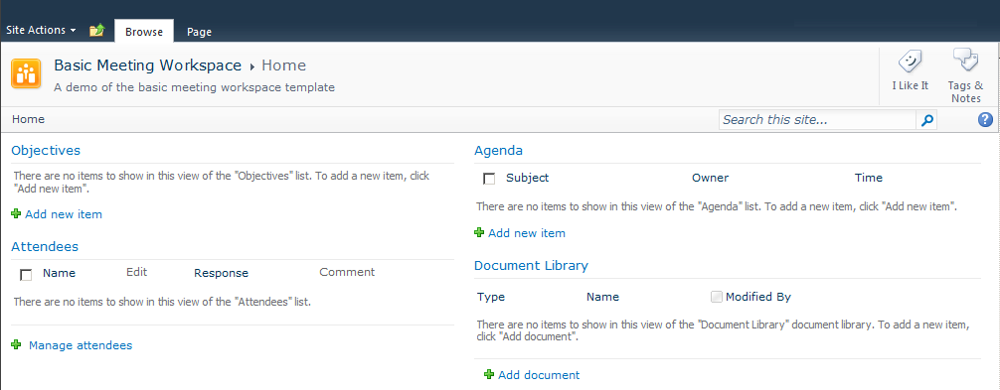 Site Actions
Browse
Page
Basic Meeting Workspace ▸ Home
A demo of the basic meeting workspace template
I Like It
Tags &
Notes
Home
Search this site...
Objectives
There are no items to show in this view of the "Objectives" list. To add a new item, click
"Add new item".
Add new item
Attendees
Name Edit Response Comment
There are no items to show in this view of the "Attendees" list.
Manage attendees
Agenda
Subject Owner Time
There are no items to show in this view of the "Agenda" list. To add a new item, click "Add new item".
Add new item
Document Library
Type Name Modified By
There are no items to show in this view of the "Document Library" document library. To add a new item,
click "Add document".
Add document